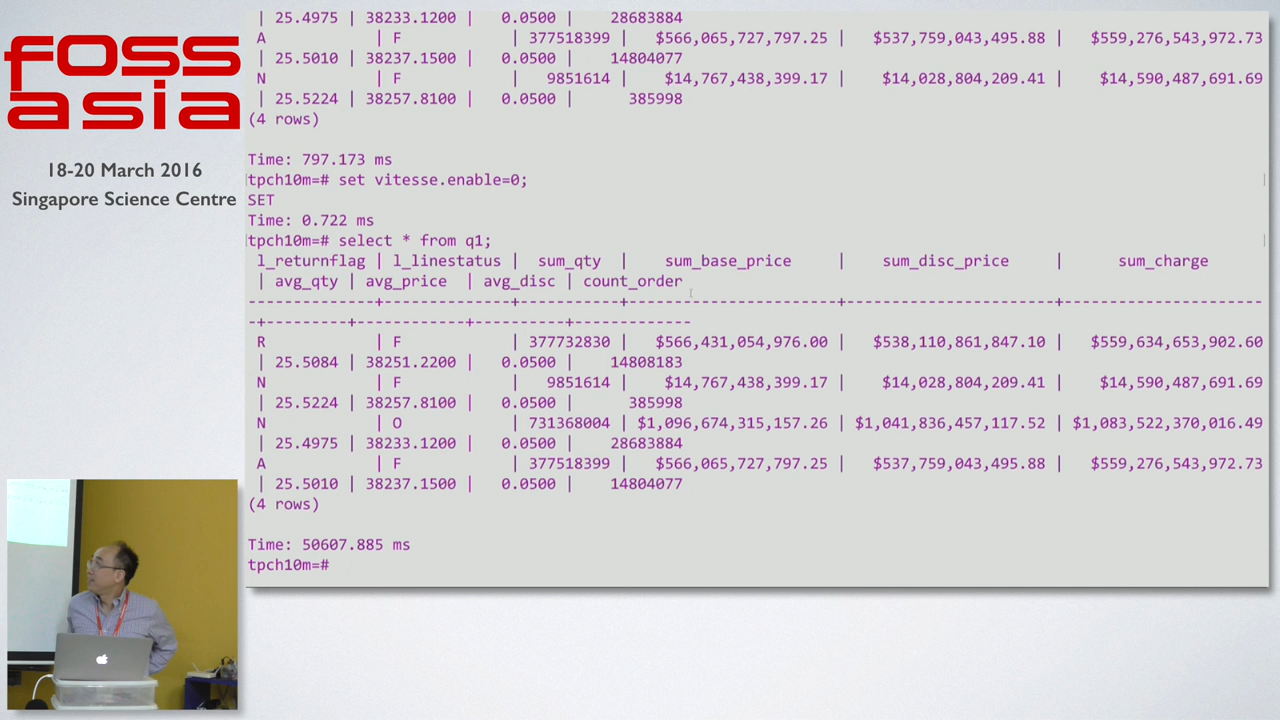 fOSS
asia
18-20 March 2016
Singapore Science Centre
| 25.4975 | 38233.1200 | 0.0500 | 28683884
A | F | 377518399 | $566,065,727,797.25 | $537,759,043,495.88 | $559,276,543,972.73
| 25.5010 | 38237.1500 | 0.0500 | 14804077
N | F | 9851614 | $14,767,438,399.17 | $14,028,804,209.41 | $14,590,487,691.69
| 25.5224 | 38257.8100 | 0.0500 | 385998
(4 rows)
Time: 797.173 ms
tpch10m=# set vitesse.enable=0;
SET
Time: 0.722 ms
tpch10m=# select * from q1;
l_returnflag | l_linestatus | sum_qty | sum_base_price | sum_disc_price | sum_charge
| avg_qty | avg_price | avg_disc | count_order
--------------+--------------+-----------+-----------------------+-----------------------+----------------------
-+---------+------------+----------+-------------
R | F | 377732830 | $566,431,054,976.00 | $538,110,861,847.10 | $559,634,653,902.60
| 25.5084 | 38251.2200 | 0.0500 | 14808183
N | F | 9851614 | $14,767,438,399.17 | $14,028,804,209.41 | $14,590,487,691.69
| 25.5224 | 38257.8100 | 0.0500 | 385998
N | O | 731368004 | $1,096,674,315,157.26 | $1,041,836,457,117.52 | $1,083,522,370,016.49
| 25.4975 | 38233.1200 | 0.0500 | 28683884
A | F | 377518399 | $566,065,727,797.25 | $537,759,043,495.88 | $559,276,543,972.73
| 25.5010 | 38237.1500 | 0.0500 | 14804077
(4 rows)
Time: 50607.885 ms
tpch10m=#